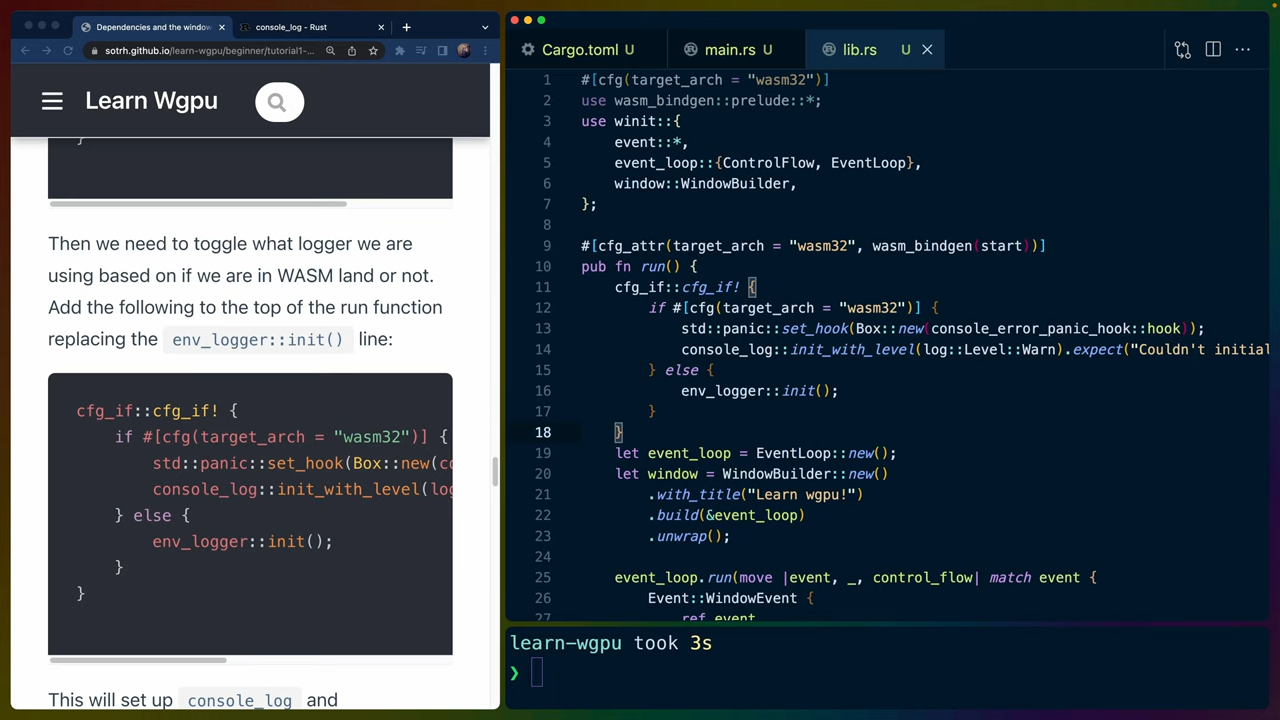 Dependencies and the window
console_log - Rust
sotrh.github.io/learn-wgpu/beginner/tutorial1-...
Learn Wgpu
}
Then we need to toggle what logger we are
using based on if we are in WASM land or not.
Add the following to the top of the run function
replacing the env_logger::init() line:
cfg_if::cfg_if! {
if #[cfg(target_arch = "wasm32")] {
std::panic::set_hook(Box::new(co
console_log::init_with_level(log
} else {
env_logger::init();
}
}
This will set up console_log and
Cargo.toml U
main.rs U
lib.rs U
1 #[cfg(target_arch = "wasm32")]
2 use wasm_bindgen::prelude::*;
3 use winit::{
4 event::*,
5 event_loop::{ControlFlow, EventLoop},
6 window::WindowBuilder,
7 };
8
9 #[cfg_attr(target_arch = "wasm32", wasm_bindgen(start))]
10 pub fn run() {
11 cfg_if::cfg_if! {
12 if #[cfg(target_arch = "wasm32")] {
13 std::panic::set_hook(Box::new(console_error_panic_hook::hook));
14 console_log::init_with_level(log::Level::Warn).expect("Couldn't initial
15 } else {
16 env_logger::init();
17 }
18 }
19 let event_loop = EventLoop::new();
20 let window = WindowBuilder::new()
21 .with_title("Learn wgpu!")
22 .build(&event_loop)
23 .unwrap();
24
25 event_loop.run(move |event, _, control_flow| match event {
26 Event::WindowEvent {
27 ref event
learn-wgpu took 3s
❯